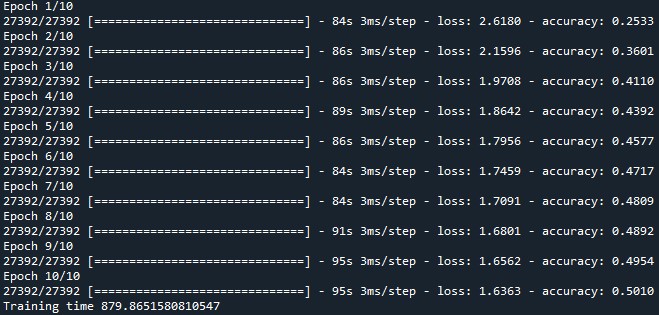 Epoch 1/10
27392/27392 [==============================] - 84s 3ms/step - loss: 2.6180 - accuracy: 0.2533
Epoch 2/10
27392/27392 [==============================] - 86s 3ms/step - loss: 2.1596 - accuracy: 0.3601
Epoch 3/10
27392/27392 [==============================] - 86s 3ms/step - loss: 1.9708 - accuracy: 0.4110
Epoch 4/10
27392/27392 [==============================] - 89s 3ms/step - loss: 1.8642 - accuracy: 0.4392
Epoch 5/10
27392/27392 [==============================] - 86s 3ms/step - loss: 1.7956 - accuracy: 0.4577
Epoch 6/10
27392/27392 [==============================] - 84s 3ms/step - loss: 1.7459 - accuracy: 0.4717
Epoch 7/10
27392/27392 [==============================] - 84s 3ms/step - loss: 1.7091 - accuracy: 0.4809
Epoch 8/10
27392/27392 [==============================] - 91s 3ms/step - loss: 1.6801 - accuracy: 0.4892
Epoch 9/10
27392/27392 [==============================] - 95s 3ms/step - loss: 1.6562 - accuracy: 0.4954
Epoch 10/10
27392/27392 [==============================] - 95s 3ms/step - loss: 1.6363 - accuracy: 0.5010
Training time 879.8651580810547